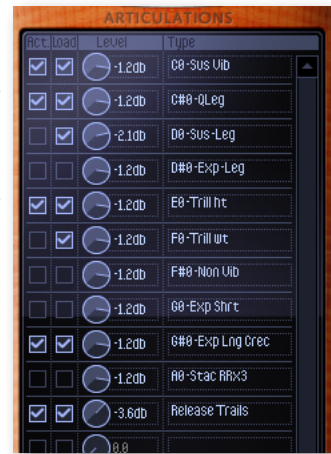 ARTICULATIONS
Act. Load Level Type
-1.2db C0-Sus Vib
-1.2db C#0-QLeg
-2.1db D0-Sus-Leg
-1.2db D#0-Exp-Leg
-1.2db E0-Trill ht
-1.2db F0-Trill wt
-1.2db F#0-Non Vib
-1.2db G0-Exp Shrt
-1.2db G#0-Exp Lng Crec
-1.2db A0-Stac RRx3
-3.6db Release Trails
0.0